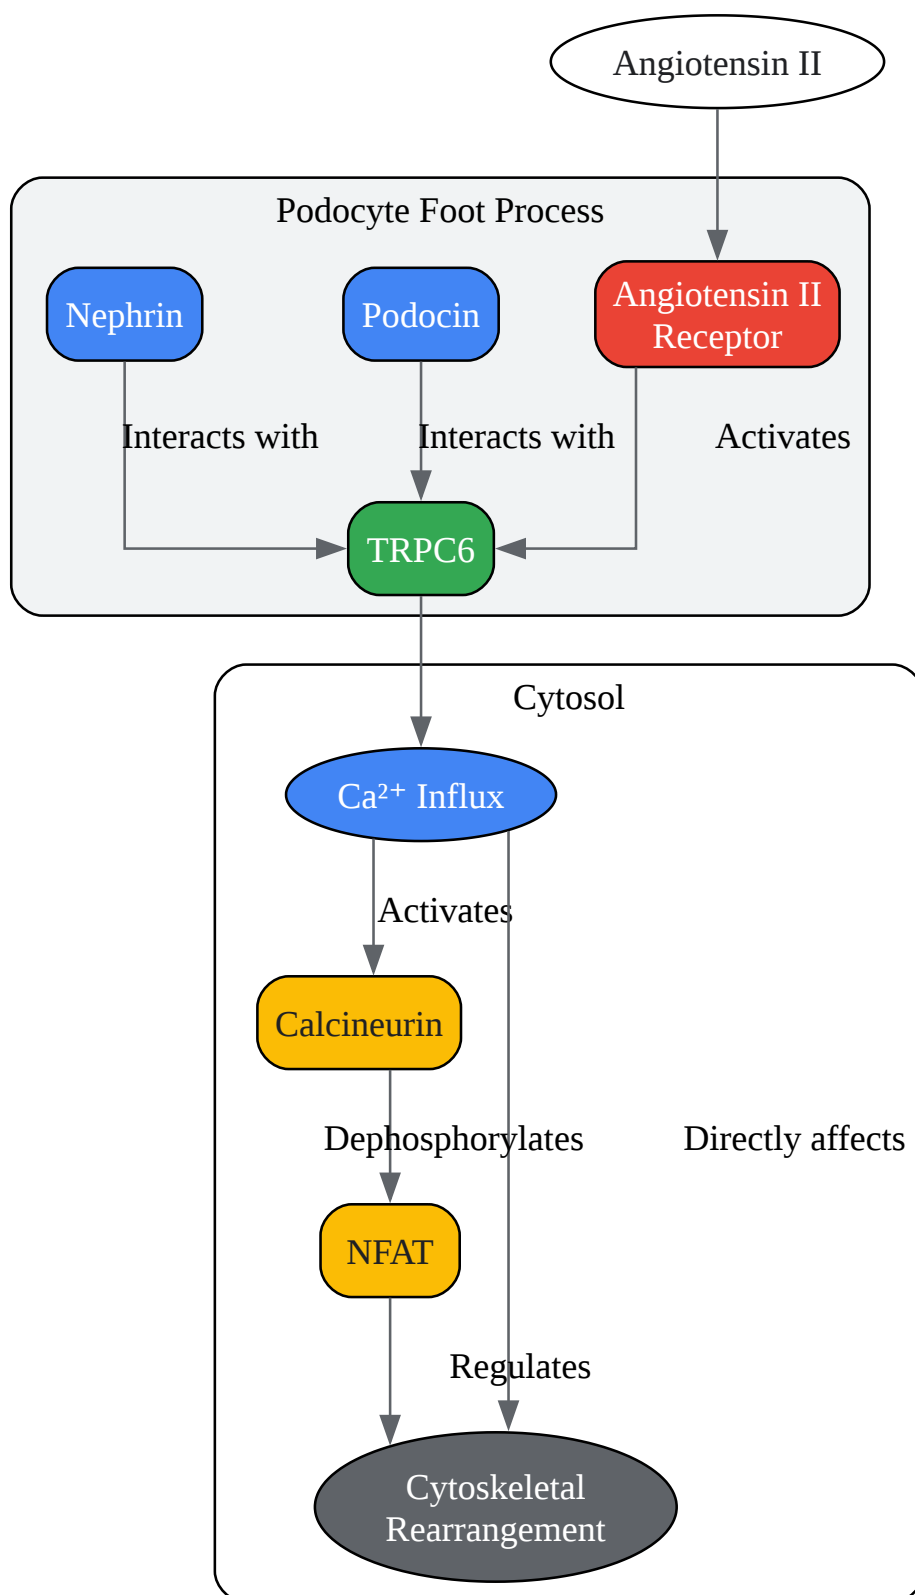 Angiotensin II
Podocyte Foot Process
Nephrin
Podocin
Angiotensin II
Receptor
Interacts with
Interacts with
Activates
TRPC6
Cytosol
Ca²⁺ Influx
Activates
Calcineurin
Dephosphorylates
Directly affects
NFAT
Regulates
Cytoskeletal
Rearrangement